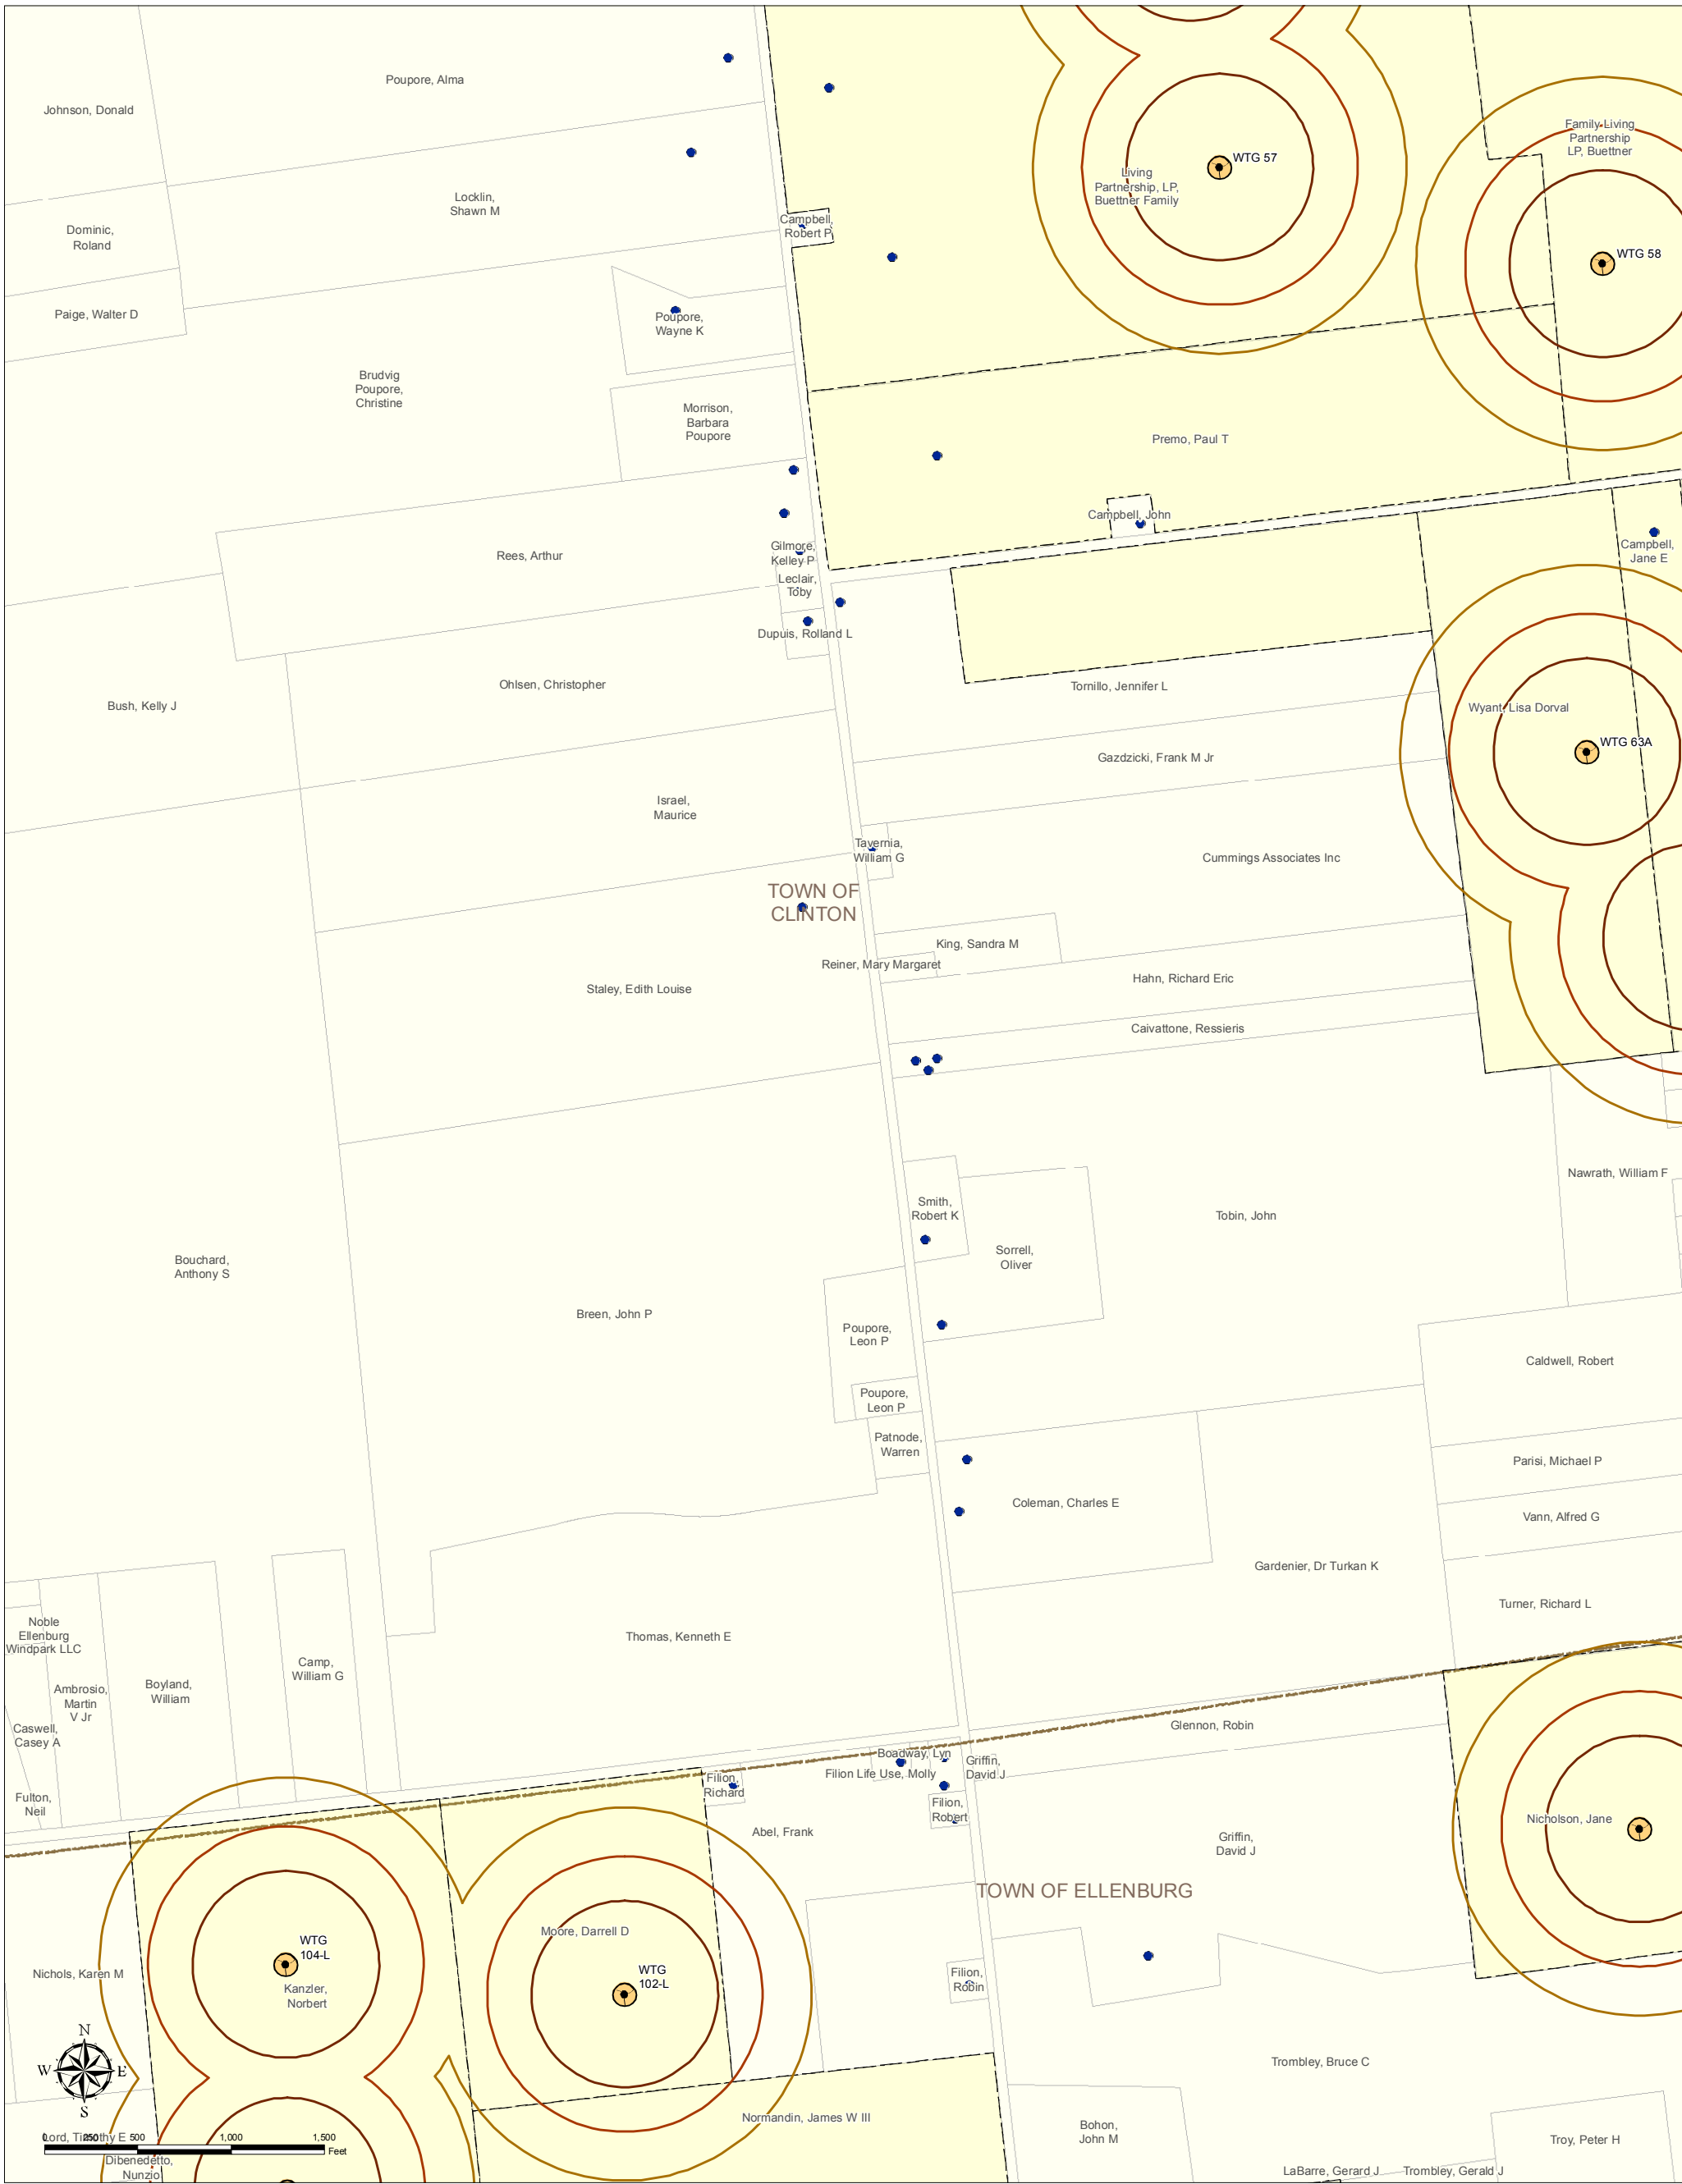 Johnson, Donald
Poupore, Alma
Family Living
Partnership
LP, Buettner
WTG 57
Living
Partnership, LP,
Buettner Family
Locklin,
Shawn M
Campbell,
Robert P
Dominic,
Roland
WTG 58
Paige, Walter D
Poupore,
Wayne K
Brudvig
Poupore,
Christine
Morrison,
Barbara
Poupore
Premo, Paul T
Campbell, John
Rees, Arthur
Gilmore,
Kelley P
Campbell,
Jane E
Leclair,
Toby
Dupuis, Rolland L
Ohlsen, Christopher
Tornillo, Jennifer L
Bush, Kelly J
Wyant, Lisa Dorval
WTG 63A
Gazdzicki, Frank M Jr
Israel,
Maurice
Tavernia,
William G
Cummings Associates Inc
TOWN OF
CLINTON
King, Sandra M
Reiner, Mary Margaret
Hahn, Richard Eric
Staley, Edith Louise
Caivattone, Ressieris
Nawrath, William F
Smith,
Robert K
Tobin, John
Sorrell,
Oliver
Bouchard,
Anthony S
Breen, John P
Poupore,
Leon P
Caldwell, Robert
Poupore,
Leon P
Patnode,
Warren
Parisi, Michael P
Coleman, Charles E
Vann, Alfred G
Gardenier, Dr Turkan K
Turner, Richard L
Noble
Ellenburg
Windpark LLC
Thomas, Kenneth E
Camp,
William G
Boyland,
William
Ambrosio,
Martin
V Jr
Caswell,
Casey A
Glennon, Robin
Boadway, Lyn
Griffin,
David J
Filion Life Use, Molly
Filion,
Richard
Fulton,
Neil
Filion,
Robert
Nicholson, Jane
Abel, Frank
Griffin,
David J
TOWN OF ELLENBURG
Moore, Darrell D
WTG
104-L
WTG
102-L
Nichols, Karen M
Kanzler,
Norbert
Filion,
Robin
N
W E
S
Trombley, Bruce C
Normandin, James W III
Bohon,
John M
Lord, Timothy E
0 250 500 1,000 1,500
Feet
Troy, Peter H
Dibenedetto,
Nunzio
LaBarre, Gerard J
Trombley, Gerald J